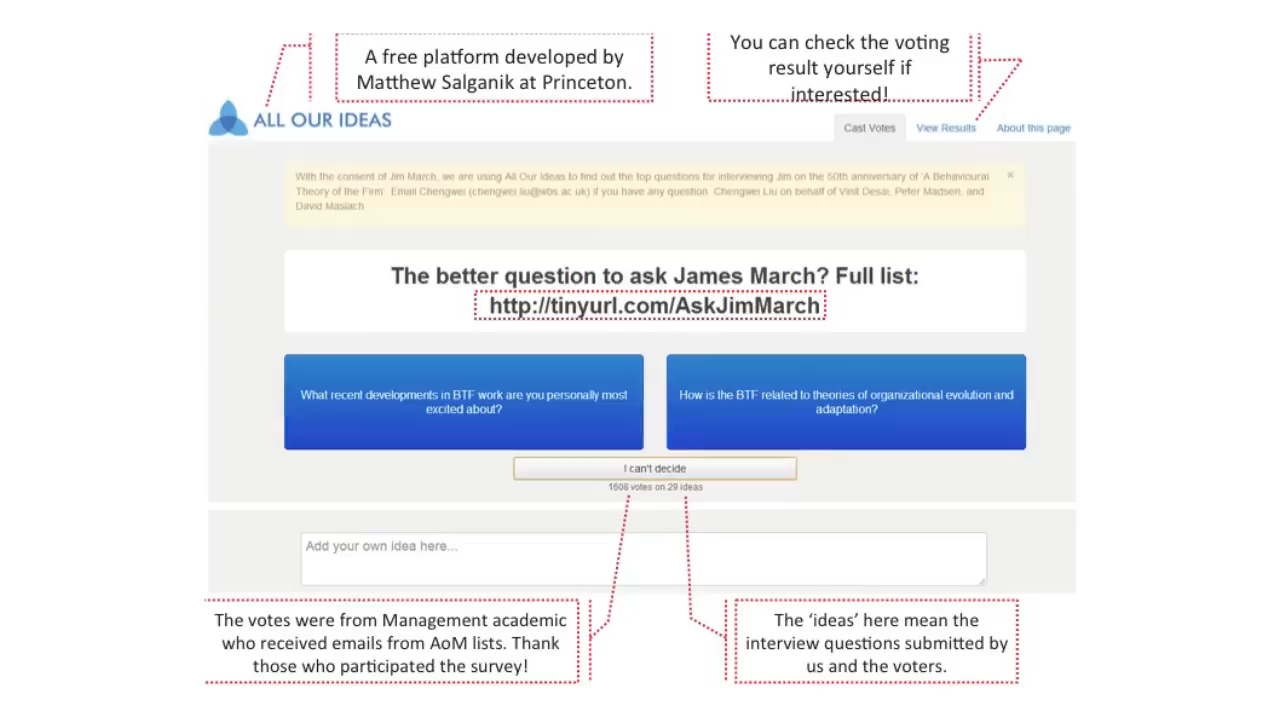 A free platform developed by
Matthew Salganik at Princeton.
You can check the voting
result yourself if
interested!
ALL OUR IDEAS
Cast Votes
View Results
About this page
With the consent of Jim March, we are using All Our Ideas to find out the top questions for interviewing Jim on the 50th anniversary of 'A Behavioural
Theory of the Firm'. Email Chengwei (chengwei.liu@wbs.ac.uk) if you have any question. Chengwei Liu on behalf of Vinit Desai, Peter Madsen, and
David Maslach
×
The better question to ask James March? Full list:
http://tinyurl.com/AskJimMarch
What recent developments in BTF work are you personally most
excited about?
How is the BTF related to theories of organizational evolution and
adaptation?
I can't decide
1608 votes on 29 ideas
Add your own idea here...
The votes were from Management academic
who received emails from AoM lists. Thank
those who participated the survey!
The ‘ideas’ here mean the
interview questions submitted by
us and the voters.